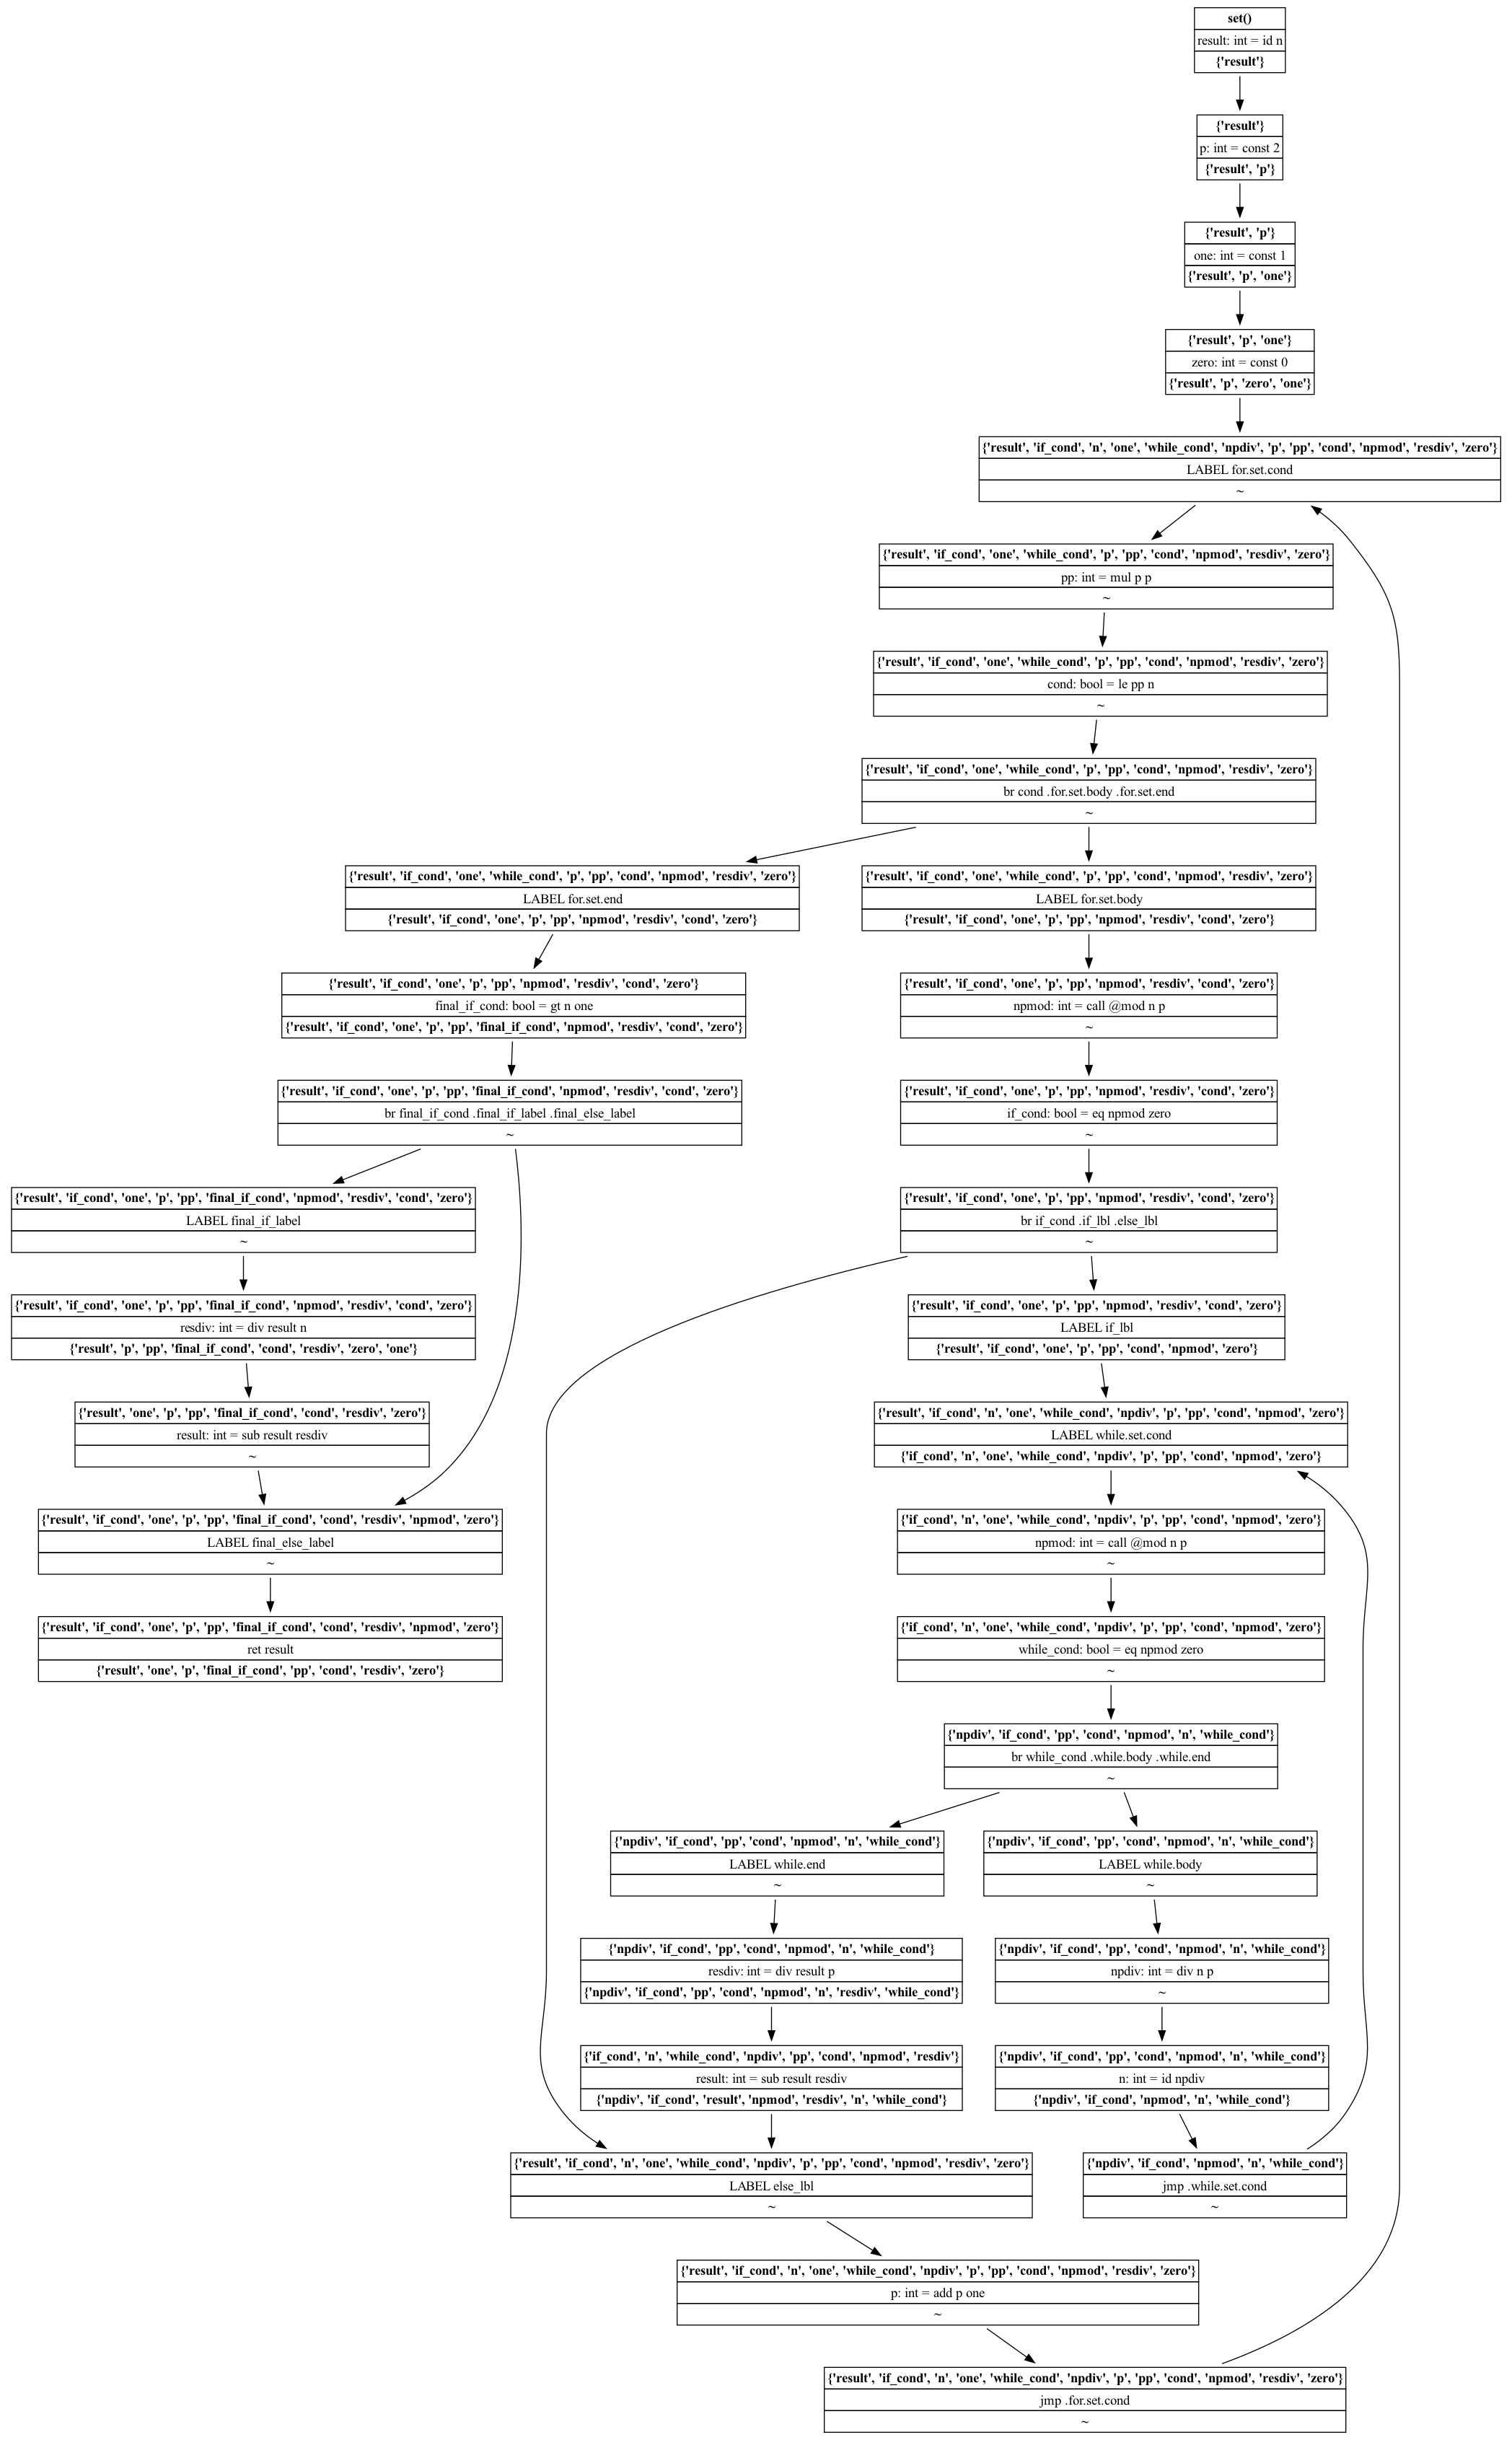 set()
result: int = id n
{'result'}
{'result'}
p: int = const 2
{'result', 'p'}
{'result', 'p'}
one: int = const 1
{'result', 'p', 'one'}
{'result', 'p', 'one'}
zero: int = const 0
{'result', 'p', 'zero', 'one'}
{'result', 'if_cond', 'n', 'one', 'while_cond', 'npdiv', 'p', 'pp', 'cond', 'npmod', 'resdiv', 'zero'}
LABEL for.set.cond
~
{'result', 'if_cond', 'one', 'while_cond', 'p', 'pp', 'cond', 'npmod', 'resdiv', 'zero'}
pp: int = mul p p
~
{'result', 'if_cond', 'one', 'while_cond', 'p', 'pp', 'cond', 'npmod', 'resdiv', 'zero'}
cond: bool = le pp n
~
{'result', 'if_cond', 'one', 'while_cond', 'p', 'pp', 'cond', 'npmod', 'resdiv', 'zero'}
br cond .for.set.body .for.set.end
~
{'result', 'if_cond', 'one', 'while_cond', 'p', 'pp', 'cond', 'npmod', 'resdiv', 'zero'}
LABEL for.set.end
{'result', 'if_cond', 'one', 'p', 'pp', 'npmod', 'resdiv', 'cond', 'zero'}
{'result', 'if_cond', 'one', 'while_cond', 'p', 'pp', 'cond', 'npmod', 'resdiv', 'zero'}
LABEL for.set.body
{'result', 'if_cond', 'one', 'p', 'pp', 'npmod', 'resdiv', 'cond', 'zero'}
{'result', 'if_cond', 'one', 'p', 'pp', 'npmod', 'resdiv', 'cond', 'zero'}
final_if_cond: bool = gt n one
{'result', 'if_cond', 'one', 'p', 'pp', 'final_if_cond', 'npmod', 'resdiv', 'cond', 'zero'}
{'result', 'if_cond', 'one', 'p', 'pp', 'npmod', 'resdiv', 'cond', 'zero'}
npmod: int = call @mod n p
~
{'result', 'if_cond', 'one', 'p', 'pp', 'final_if_cond', 'npmod', 'resdiv', 'cond', 'zero'}
br final_if_cond .final_if_label .final_else_label
~
{'result', 'if_cond', 'one', 'p', 'pp', 'npmod', 'resdiv', 'cond', 'zero'}
if_cond: bool = eq npmod zero
~
{'result', 'if_cond', 'one', 'p', 'pp', 'final_if_cond', 'npmod', 'resdiv', 'cond', 'zero'}
LABEL final_if_label
~
{'result', 'if_cond', 'one', 'p', 'pp', 'npmod', 'resdiv', 'cond', 'zero'}
br if_cond .if_lbl .else_lbl
~
{'result', 'if_cond', 'one', 'p', 'pp', 'final_if_cond', 'npmod', 'resdiv', 'cond', 'zero'}
resdiv: int = div result n
{'result', 'p', 'pp', 'final_if_cond', 'cond', 'resdiv', 'zero', 'one'}
{'result', 'if_cond', 'one', 'p', 'pp', 'npmod', 'resdiv', 'cond', 'zero'}
LABEL if_lbl
{'result', 'if_cond', 'one', 'p', 'pp', 'cond', 'npmod', 'zero'}
{'result', 'one', 'p', 'pp', 'final_if_cond', 'cond', 'resdiv', 'zero'}
result: int = sub result resdiv
~
{'result', 'if_cond', 'n', 'one', 'while_cond', 'npdiv', 'p', 'pp', 'cond', 'npmod', 'zero'}
LABEL while.set.cond
{'if_cond', 'n', 'one', 'while_cond', 'npdiv', 'p', 'pp', 'cond', 'npmod', 'zero'}
{'result', 'if_cond', 'one', 'p', 'pp', 'final_if_cond', 'cond', 'resdiv', 'npmod', 'zero'}
LABEL final_else_label
~
{'if_cond', 'n', 'one', 'while_cond', 'npdiv', 'p', 'pp', 'cond', 'npmod', 'zero'}
npmod: int = call @mod n p
~
{'result', 'if_cond', 'one', 'p', 'pp', 'final_if_cond', 'cond', 'resdiv', 'npmod', 'zero'}
ret result
{'result', 'one', 'p', 'final_if_cond', 'pp', 'cond', 'resdiv', 'zero'}
{'if_cond', 'n', 'one', 'while_cond', 'npdiv', 'p', 'pp', 'cond', 'npmod', 'zero'}
while_cond: bool = eq npmod zero
~
{'npdiv', 'if_cond', 'pp', 'cond', 'npmod', 'n', 'while_cond'}
br while_cond .while.body .while.end
~
{'npdiv', 'if_cond', 'pp', 'cond', 'npmod', 'n', 'while_cond'}
LABEL while.end
~
{'npdiv', 'if_cond', 'pp', 'cond', 'npmod', 'n', 'while_cond'}
LABEL while.body
~
{'npdiv', 'if_cond', 'pp', 'cond', 'npmod', 'n', 'while_cond'}
resdiv: int = div result p
{'npdiv', 'if_cond', 'pp', 'cond', 'npmod', 'n', 'resdiv', 'while_cond'}
{'npdiv', 'if_cond', 'pp', 'cond', 'npmod', 'n', 'while_cond'}
npdiv: int = div n p
~
{'if_cond', 'n', 'while_cond', 'npdiv', 'pp', 'cond', 'npmod', 'resdiv'}
result: int = sub result resdiv
{'npdiv', 'if_cond', 'result', 'npmod', 'resdiv', 'n', 'while_cond'}
{'npdiv', 'if_cond', 'pp', 'cond', 'npmod', 'n', 'while_cond'}
n: int = id npdiv
{'npdiv', 'if_cond', 'npmod', 'n', 'while_cond'}
{'result', 'if_cond', 'n', 'one', 'while_cond', 'npdiv', 'p', 'pp', 'cond', 'npmod', 'resdiv', 'zero'}
LABEL else_lbl
~
{'npdiv', 'if_cond', 'npmod', 'n', 'while_cond'}
jmp .while.set.cond
~
{'result', 'if_cond', 'n', 'one', 'while_cond', 'npdiv', 'p', 'pp', 'cond', 'npmod', 'resdiv', 'zero'}
p: int = add p one
~
{'result', 'if_cond', 'n', 'one', 'while_cond', 'npdiv', 'p', 'pp', 'cond', 'npmod', 'resdiv', 'zero'}
jmp .for.set.cond
~